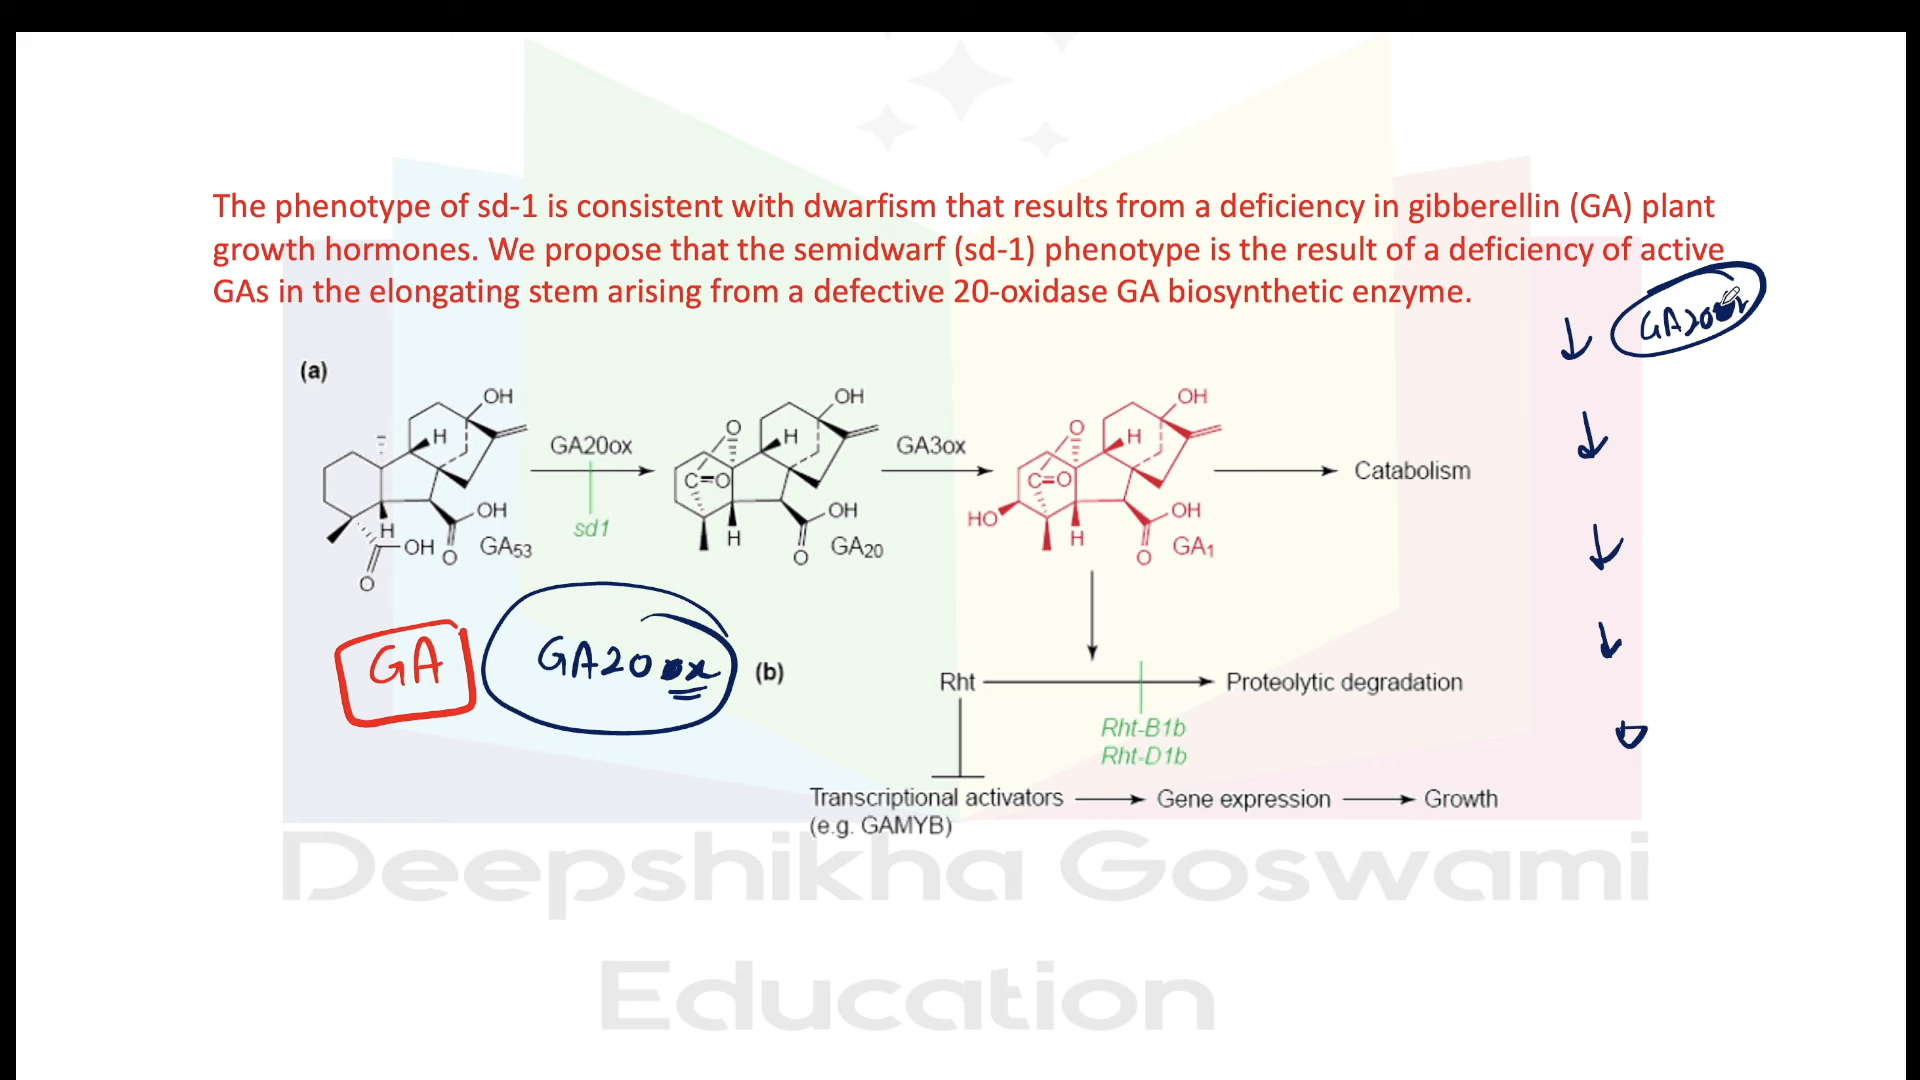 The phenotype of sd-1 is consistent with dwarfism that results from a deficiency in gibberellin (GA) plant
growth hormones. We propose that the semidwarf (sd-1) phenotype is the result of a deficiency of active
GAs in the elongating stem arising from a defective 20-oxidase GA biosynthetic enzyme.
GA20
(a)
OH OH OH
GA20ox GA3ox
H O H O H
C=O C=O Catabolism
sd1
OH OH HO OH
H OH O GA53 H O GA20 H O GA1
O
GA GA20ox
(b)
Rht Proteolytic degradation
Rht-B1b
Rht-D1b
Transcriptional activators Gene expression Growth
(e.g. GAMYB)
Deepshikha Goswami
Education